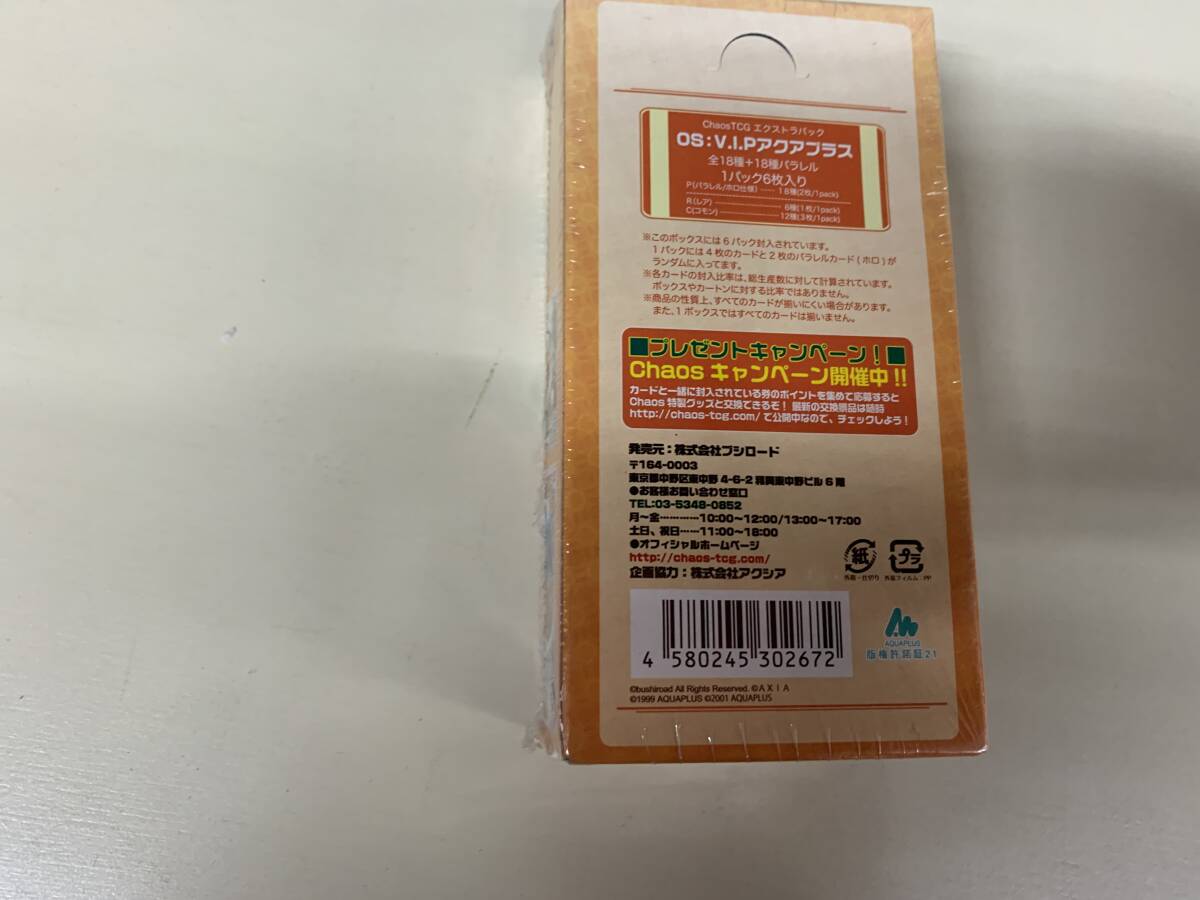 ChaosTCG エクストラパック
OS:V.I.Pアクアプラス
全18種+18種パラレル
1パック6枚入り
P(パラレル/ホロ仕様)‥‥‥18種(2枚/1pack)
R(レア)‥‥‥6種(1枚/1pack)
C(コモン)‥‥‥12種(3枚/1pack)
※このボックスには6パック封入されています。
1パックには4枚のカードと2枚のパラレルカード(ホロ)が
ランダムに入ってます。
※各カードの封入比率は、総生産数に対して計算されています。
ボックスやカートンに対する比率ではありません。
※商品の性質上、すべてのカードが揃いにくい場合があります。
また、1ボックスではすべてのカードは揃いません。
■プレゼントキャンペーン!■
Chaos キャンペーン開催中!!
カードと一緒に封入されている券のポイントを集めて応募すると
Chaos 特製グッズと交換できるぞ! 最新の交換景品は随時
http://chaos-tcg.com/ で公開中なので、チェックしよう!
発売元:株式会社ブシロード
〒164-0003
東京都中野区東中野 4-6-2 興東中野ビル 6 階
●お客様お問い合わせ窓口
TEL:03-5348-0852
月~金‥‥‥‥10:00~12:00/13:00~17:00
土日、祝日‥‥11:00~18:00
●オフィシャルホームページ
http://chaos-tcg.com/
企画協力:株式会社アクシア
紙
プラ
外箱・仕切り
外装フィルム:PP
4 580245 302672
AQUAPLUS
版権許諾証21
©bushiroad All Rights Reserved. ©AXIA
©1999 AQUAPLUS ©2001 AQUAPLUS